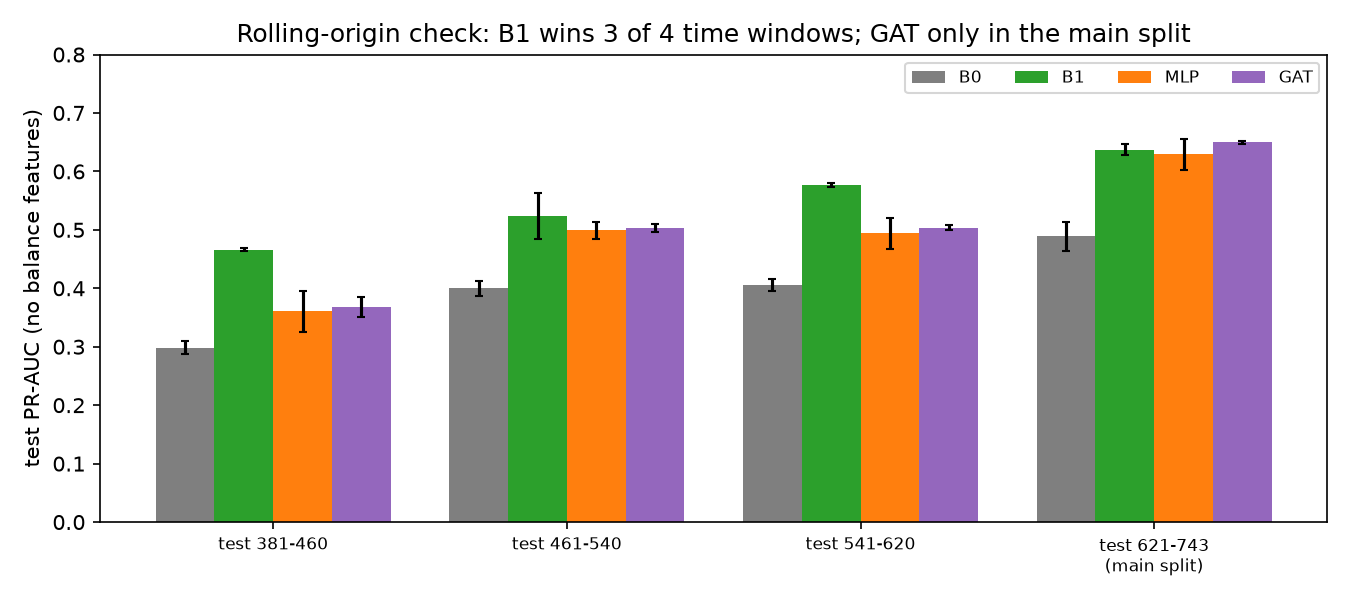 Rolling-origin check: B1 wins 3 of 4 time windows; GAT only in the main split
B0 B1 MLP GAT
test PR-AUC (no balance features)
0.8
0.7
0.6
0.5
0.4
0.3
0.2
0.1
0.0
test 381-460 test 461-540 test 541-620 test 621-743
(main split)